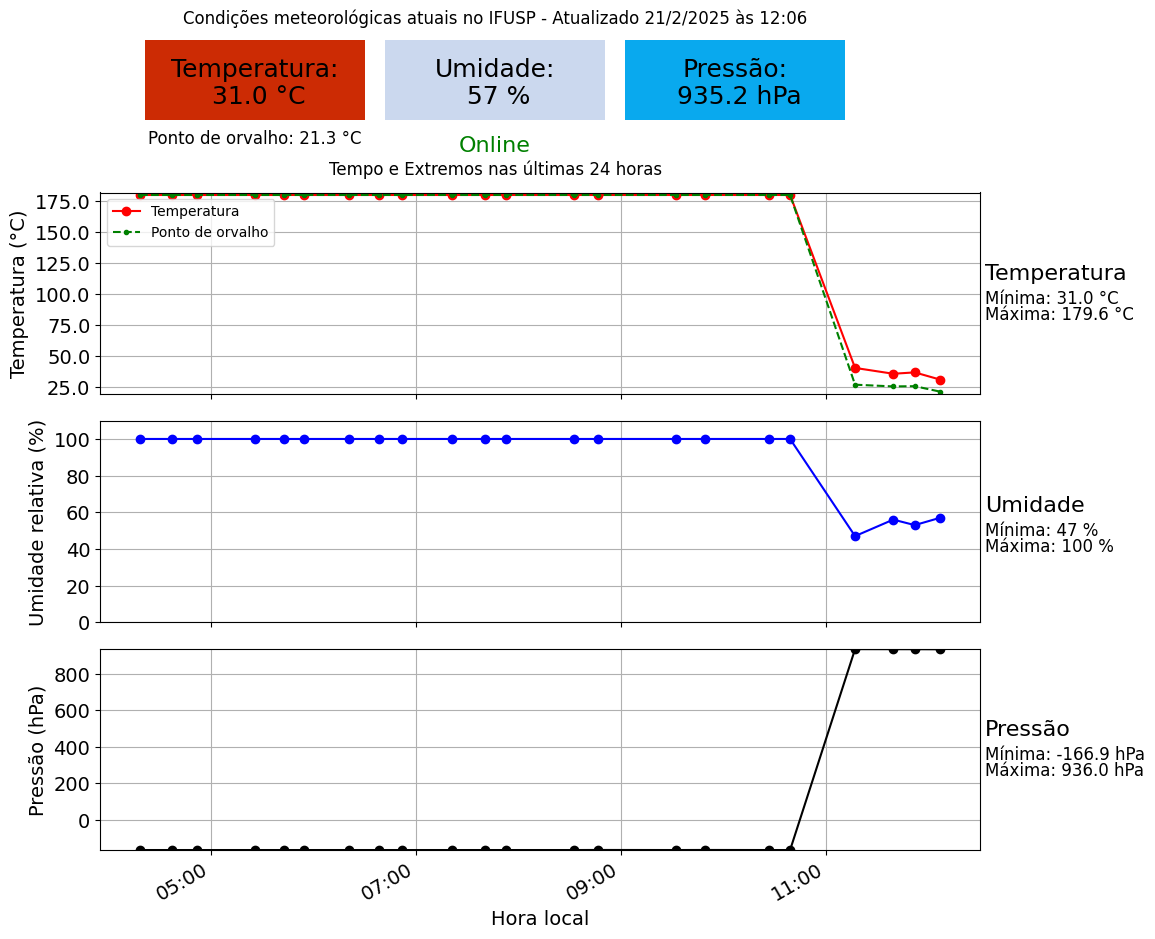 Condições meteorológicas atuais no IFUSP - Atualizado 21/2/2025 às 12:06
Temperatura:
31.0 °C
Umidade:
57 %
Pressão:
935.2 hPa
Ponto de orvalho: 21.3 °C
Online
Tempo e Extremos nas últimas 24 horas
Temperatura (°C)
175.0
150.0
125.0
100.0
75.0
50.0
25.0
Temperatura
Ponto de orvalho
Temperatura
Mínima: 31.0 °C
Máxima: 179.6 °C
Umidade relativa (%)
100
80
60
40
20
0
Umidade
Mínima: 47 %
Máxima: 100 %
Pressão (hPa)
800
600
400
200
0
Pressão
Mínima: -166.9 hPa
Máxima: 936.0 hPa
05:00
07:00
09:00
11:00
Hora local